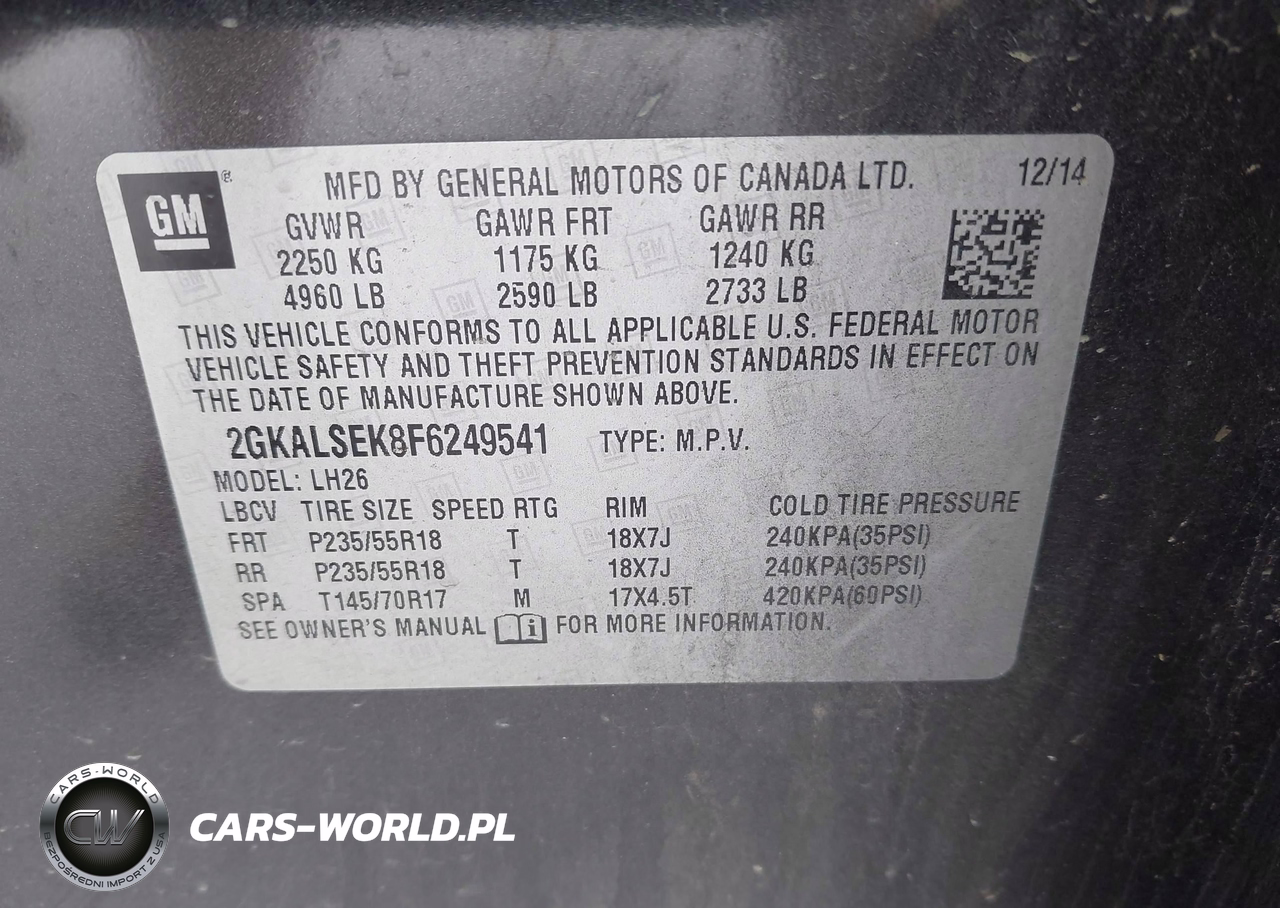 GM ® MFD BY GENERAL MOTORS OF CANADA LTD. 12/14
GVWR GAWR FRT GAWR RR
2250 KG 1175 KG 1240 KG
4960 LB 2590 LB 2733 LB
THIS VEHICLE CONFORMS TO ALL APPLICABLE U.S. FEDERAL MOTOR
VEHICLE SAFETY AND THEFT PREVENTION STANDARDS IN EFFECT ON
THE DATE OF MANUFACTURE SHOWN ABOVE.
2GKALSEK8F6249541 TYPE: M.P.V.
MODEL: LH26
LBCV TIRE SIZE SPEED RTG RIM COLD TIRE PRESSURE
FRT P235/55R18 T 18X7J 240KPA(35PSI)
RR P235/55R18 T 18X7J 240KPA(35PSI)
SPA T145/70R17 M 17X4.5T 420KPA(60PSI)
SEE OWNER'S MANUAL i FOR MORE INFORMATION.
CARS-WORLD
CW
BEZPOŚREDNI IMPORT Z USA
CARS-WORLD.PL